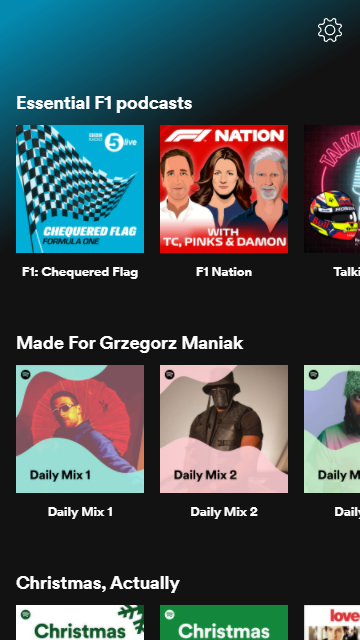 Essential F1 podcasts
BBC RADIO 5 live
CHEQUERED FLAG
FORMULA ONE
F1 NATION
WITH
TC, PINKS & DAMON
TALKI
F1: Chequered Flag
F1 Nation
Talki
Made For Grzegorz Maniak
Daily Mix 1
Daily Mix 2
Daily M
Daily Mix 1
Daily Mix 2
Daily
Christmas, Actually
Christmas
Christmas
love